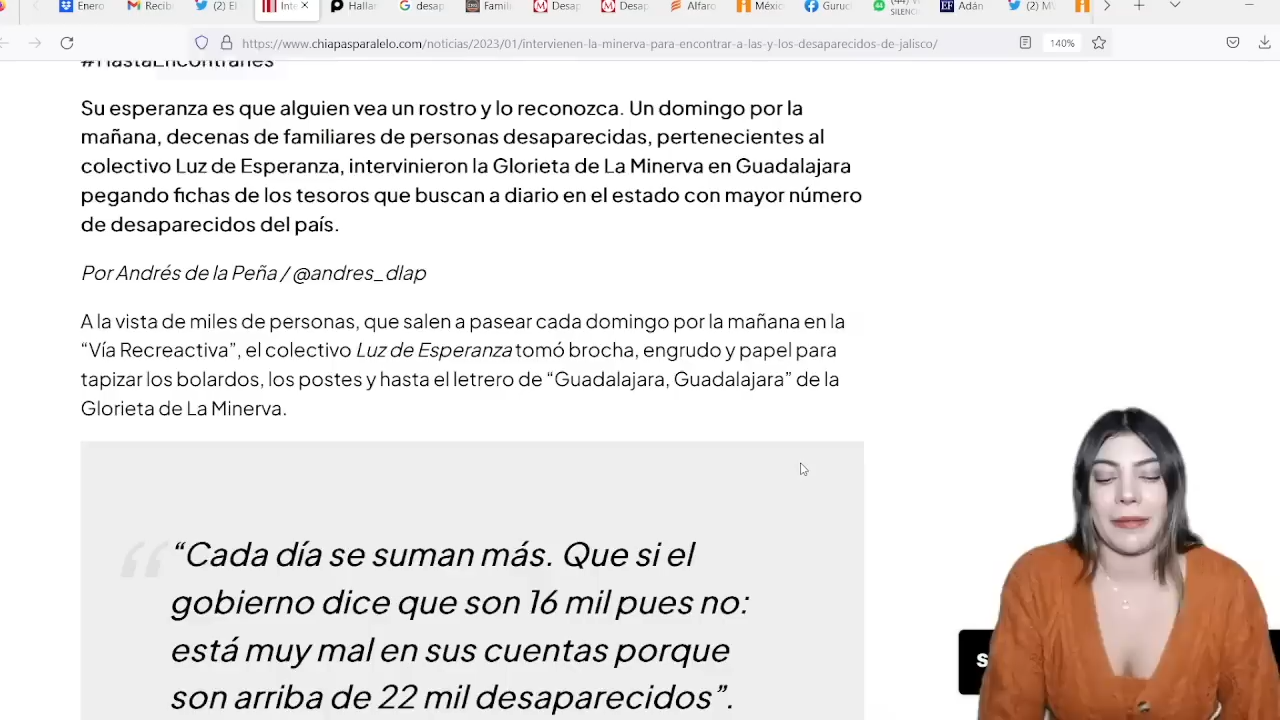 Enero
Recib
(2) El
Inte
Hallar
desap
Famili
Desap
Desap
Alfaro
Méxic
Guruc
SILENCI
Adán
(2) MV
https://www.chiapasparalelo.com/noticias/2023/01/intervienen-la-minerva-para-encontrar-a-las-y-los-desaparecidos-de-jalisco/
140%
#HastaEncontrarles
Su esperanza es que alguien vea un rostro y lo reconozca. Un domingo por la
mañana, decenas de familiares de personas desaparecidas, pertenecientes al
colectivo Luz de Esperanza, intervinieron la Glorieta de La Minerva en Guadalajara
pegando fichas de los tesoros que buscan a diario en el estado con mayor número
de desaparecidos del país.
Por Andrés de la Peña / @andres_dlap
A la vista de miles de personas, que salen a pasear cada domingo por la mañana en la
“Vía Recreactiva”, el colectivo Luz de Esperanza tomó brocha, engrudo y papel para
tapizar los bolardos, los postes y hasta el letrero de “Guadalajara, Guadalajara” de la
Glorieta de La Minerva.
“Cada día se suman más. Que si el
gobierno dice que son 16 mil pues no:
está muy mal en sus cuentas porque
son arriba de 22 mil desaparecidos”.
S